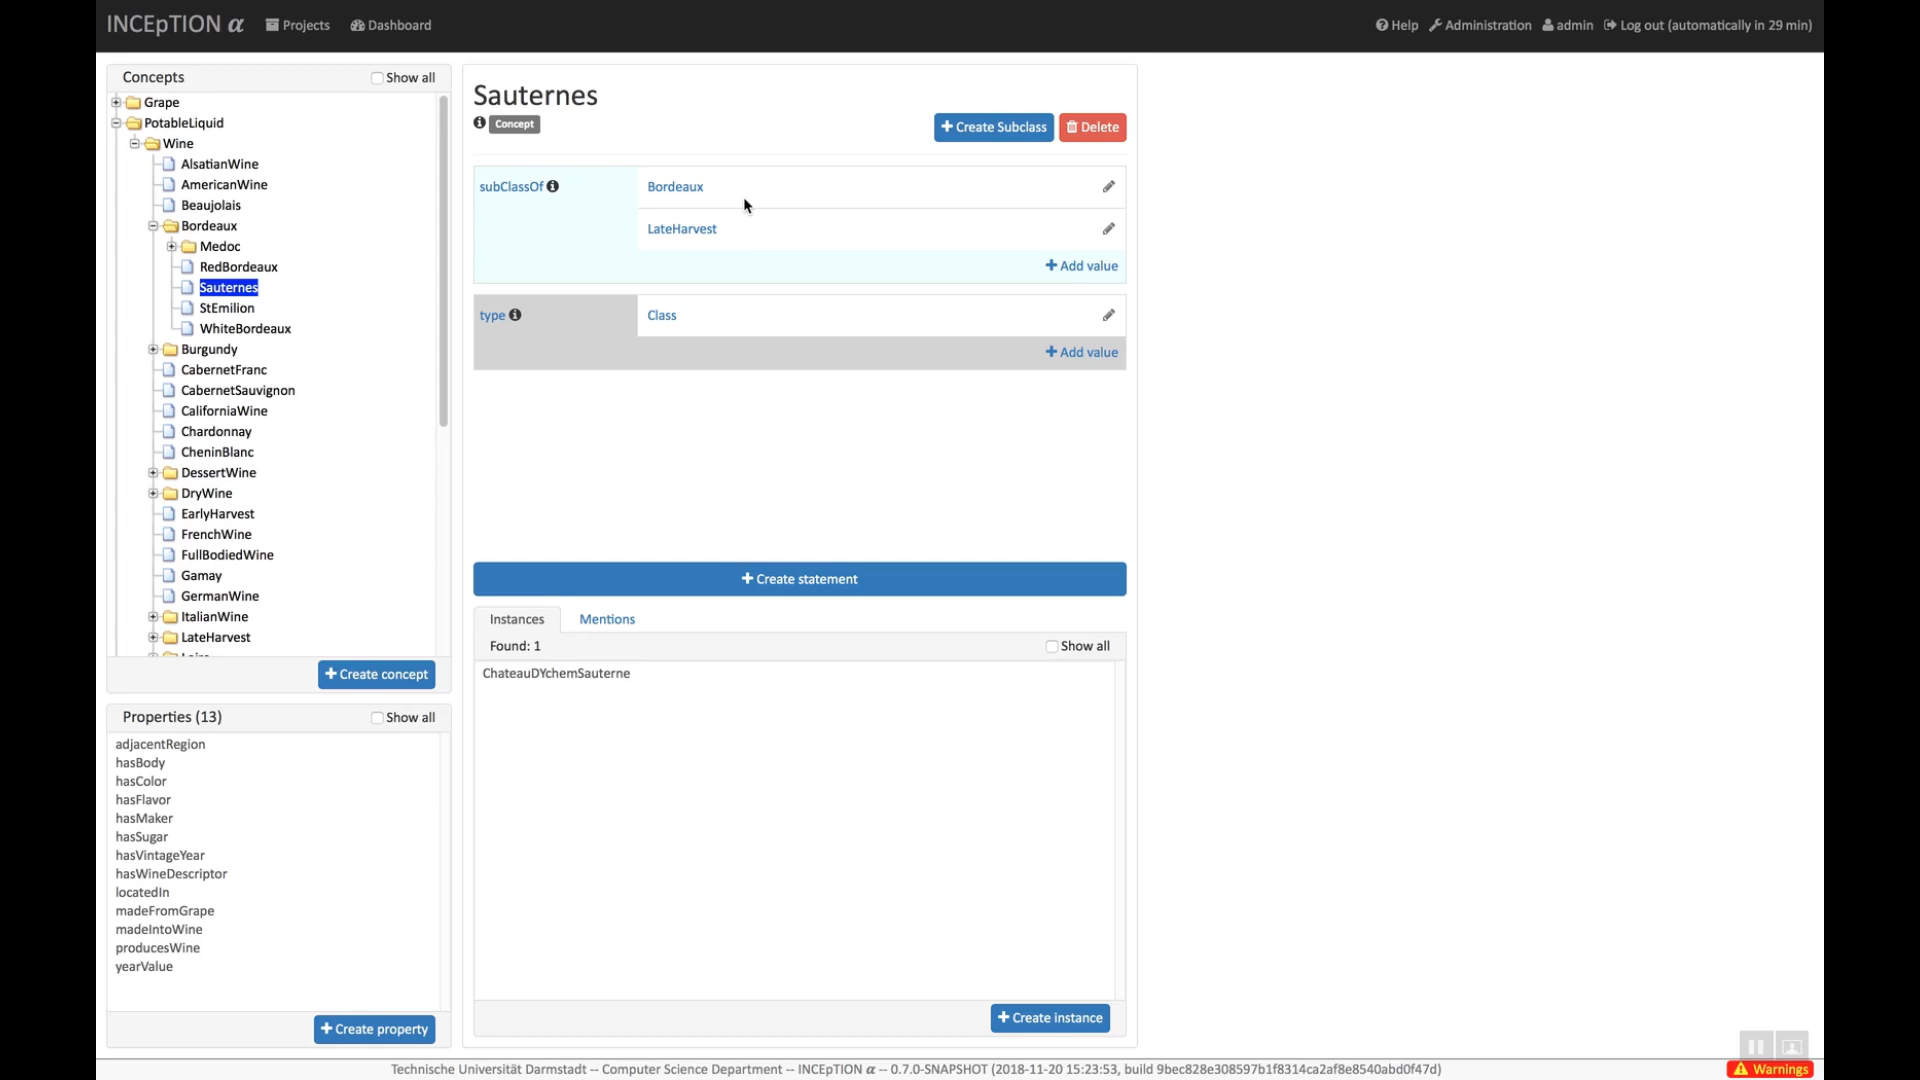 INCEpTION α Projects Dashboard Help Administration admin Log out (automatically in 29 min)
Concepts Show all
Grape
PotableLiquid
Wine
AlsatianWine
AmericanWine
Beaujolais
Bordeaux
Medoc
RedBordeaux
Sauternes
StEmilion
WhiteBordeaux
Burgundy
CabernetFranc
CabernetSauvignon
CaliforniaWine
Chardonnay
CheninBlanc
DessertWine
DryWine
EarlyHarvest
FrenchWine
FullBodiedWine
Gamay
GermanWine
ItalianWine
LateHarvest
Create concept
Properties (13) Show all
adjacentRegion
hasBody
hasColor
hasFlavor
hasMaker
hasSugar
hasVintageYear
hasWineDescriptor
locatedIn
madeFromGrape
madeIntoWine
producesWine
yearValue
Create property
Sauternes
Concept
Create Subclass Delete
subClassOf Bordeaux
LateHarvest
Add value
type Class
Add value
Create statement
Instances Mentions
Found: 1 Show all
ChateauDYchemSauterne
Create instance
Technische Universität Darmstadt -- Computer Science Department -- INCEpTION α -- 0.7.0-SNAPSHOT (2018-11-20 15:23:53, build 9bec828e308597b1f8314ca2af8e8540abd0f47d)
Warnings